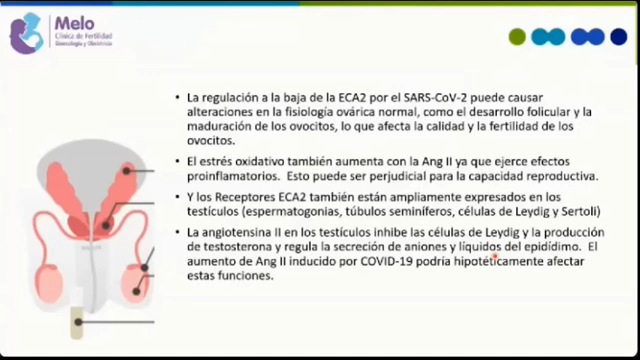 Melo
Clínica de Fertilidad
Ginecología y Obstetricia
• La regulación a la baja de la ECA2 por el SARS-CoV-2 puede causar
alteraciones en la fisiología ovárica normal, como el desarrollo folicular y la
maduración de los ovocitos, lo que afecta la calidad y la fertilidad de los
ovocitos.
• El estrés oxidativo también aumenta con la Ang II ya que ejerce efectos
proinflamatorios. Esto puede ser perjudicial para la capacidad reproductiva.
• Y los Receptores ECA2 también están ampliamente expresados en los
testículos (espermatogonias, túbulos seminíferos, células de Leydig y Sertoli)
• La angiotensina II en los testículos inhibe las células de Leydig y la producción
de testosterona y regula la secreción de aniones y líquidos del epidídimo. El
aumento de Ang II inducido por COVID-19 podría hipotéticamente afectar
estas funciones.